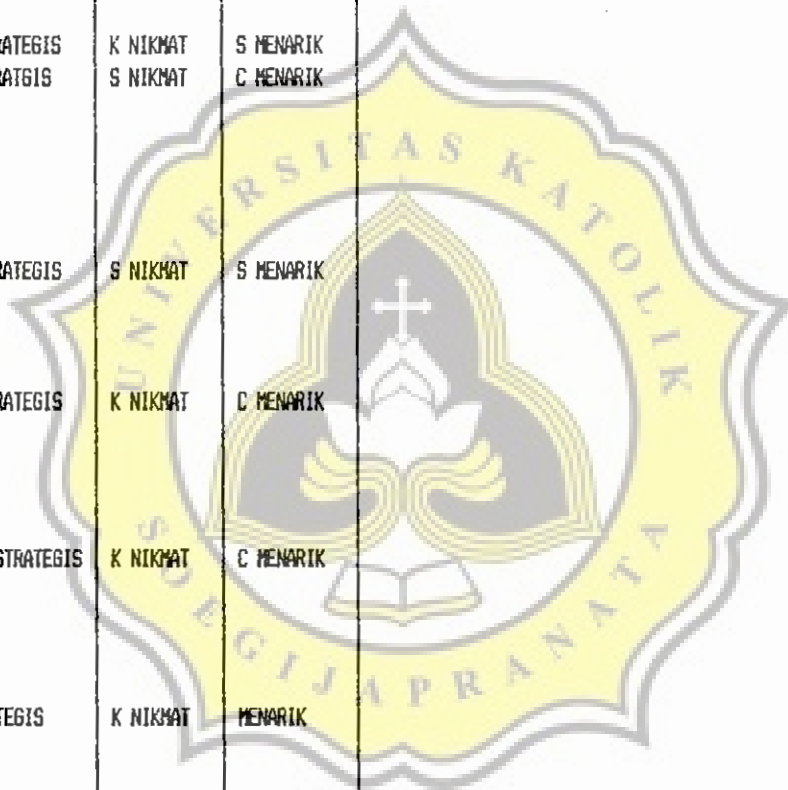 ATEGIS K NIKMAT S MENARIK
ATGIS S NIKMAT C MENARIK
ATEGIS S NIKMAT S MENARIK
ATEGIS K NIKMAT C MENARIK
STRATEGIS K NIKMAT C MENARIK
TEGIS K NIKMAT MENARIK
UNIVERSITAS KATOLIK
SOEGIJAPRANATA